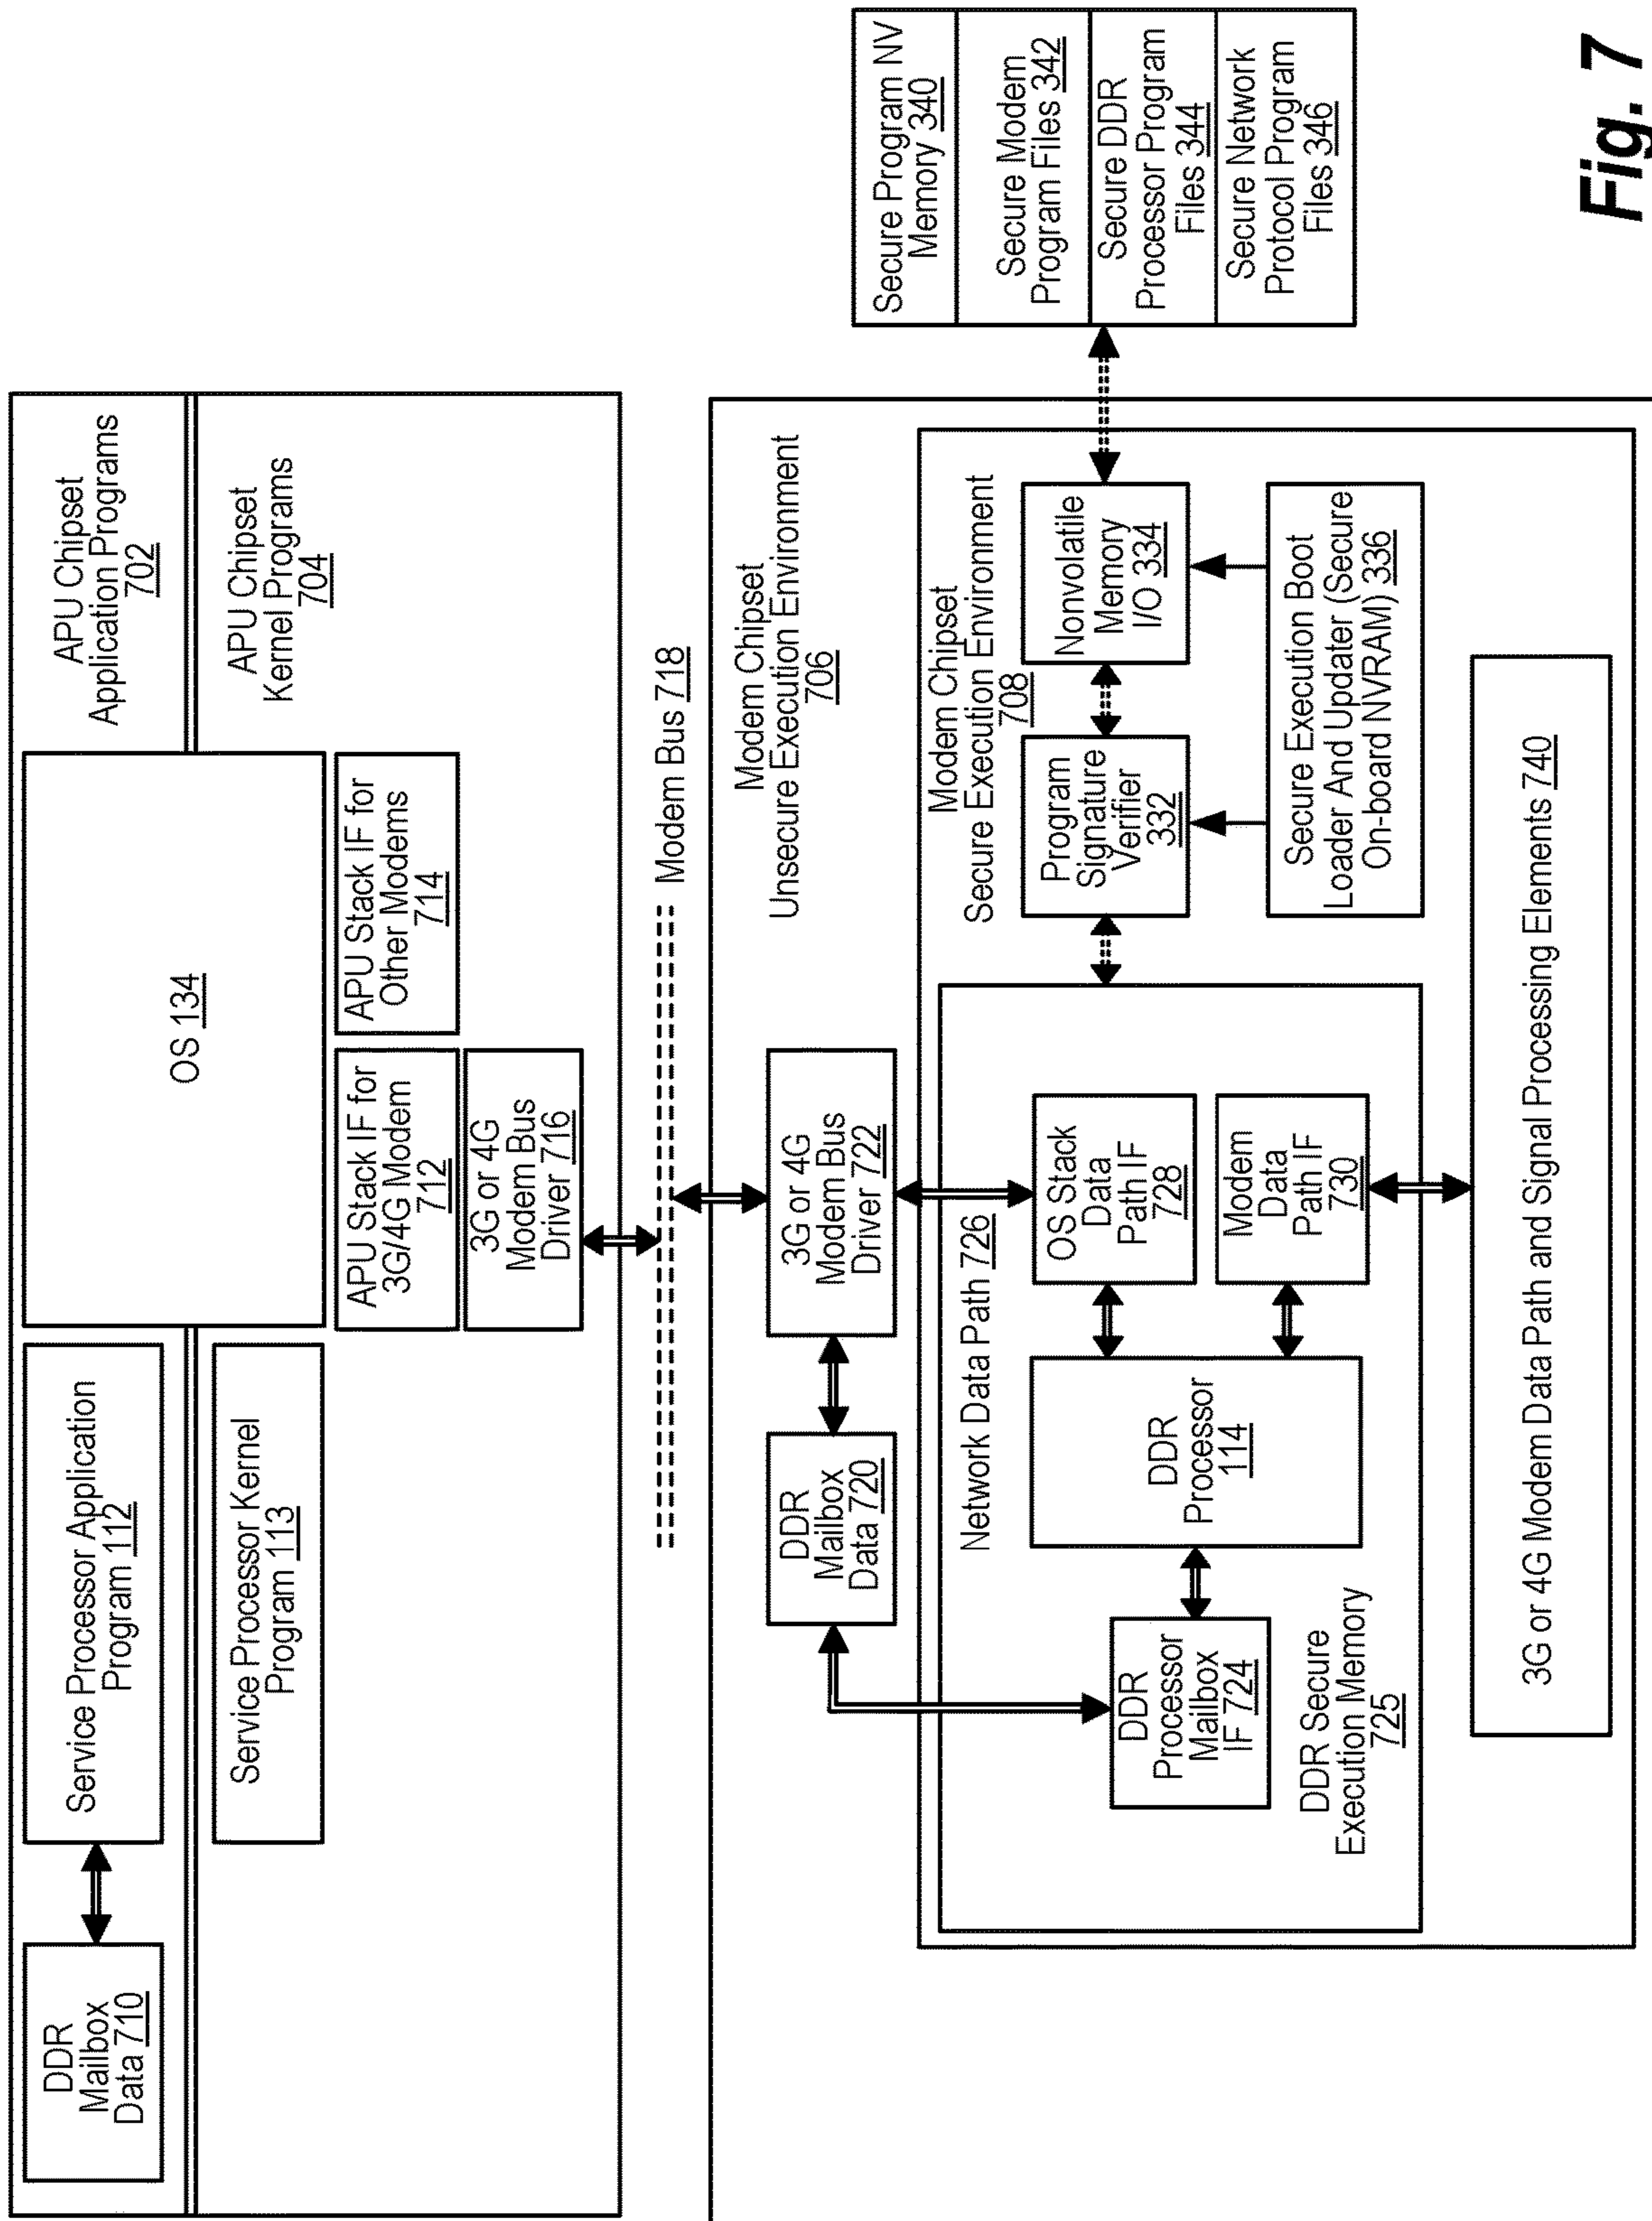 DDR
Mailbox
Data 710
Service Processor Application
Program 112
OS 134
APU Chipset
Application Programs
702
Service Processor Kernel
Program 113
APU Chipset
Kernel Programs
704
APU Stack IF for
3G/4G Modem
712
APU Stack IF for
Other Modems
714
3G or 4G
Modem Bus
Driver 716
Modem Bus 718
Modem Chipset
Unsecure Execution Environment
706
DDR
Mailbox
Data 720
3G or 4G
Modem Bus
Driver 722
Modem Chipset
Secure Execution Environment
708
Network Data Path 726
DDR
Processor
Mailbox
IF 724
DDR
Processor
114
OS Stack
Data
Path IF
728
Modem
Data
Path IF
730
DDR Secure
Execution Memory
725
Program
Signature
Verifier
332
Nonvolatile
Memory
I/O 334
Secure Execution Boot
Loader And Updater (Secure
On-board NVRAM) 336
3G or 4G Modem Data Path and Signal Processing Elements 740
Secure Program NV
Memory 340
Secure Modem
Program Files 342
Secure DDR
Processor Program
Files 344
Secure Network
Protocol Program
Files 346
Fig. 7